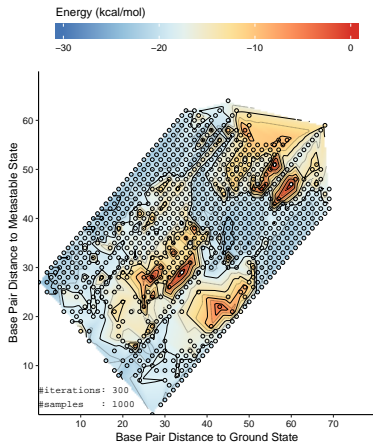 Energy (kcal/mol)
−30 −20 −10 0
Base Pair Distance to Metastable State
60
50
40
30
20
10
#iterations: 300
#samples : 1000
10 20 30 40 50 60 70
Base Pair Distance to Ground State